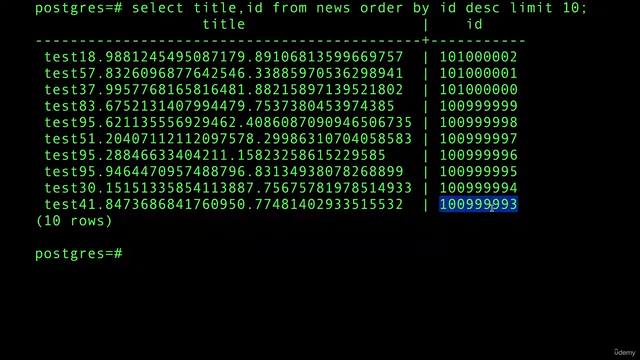 postgres=# select title,id from news order by id desc limit 10;
title | id
-----------------------------------------+-----------
test18.9881245495087179.89106813599669757 | 101000002
test57.8326096877642546.33885970536298941 | 101000001
test37.9957768165816481.88215897139521802 | 101000000
test83.6752131407994479.7537380453974385 | 100999999
test95.621135556929462.4086087090946506735 | 100999998
test51.20407112112097578.29986310704058583 | 100999997
test95.28846633404211.15823258615229585 | 100999996
test95.9464470957488796.83134938078268899 | 100999995
test30.15151335854113887.75675781978514933 | 100999994
test41.8473686841760950.77481402933515532 | 100999993
(10 rows)
postgres=#
ûdemy